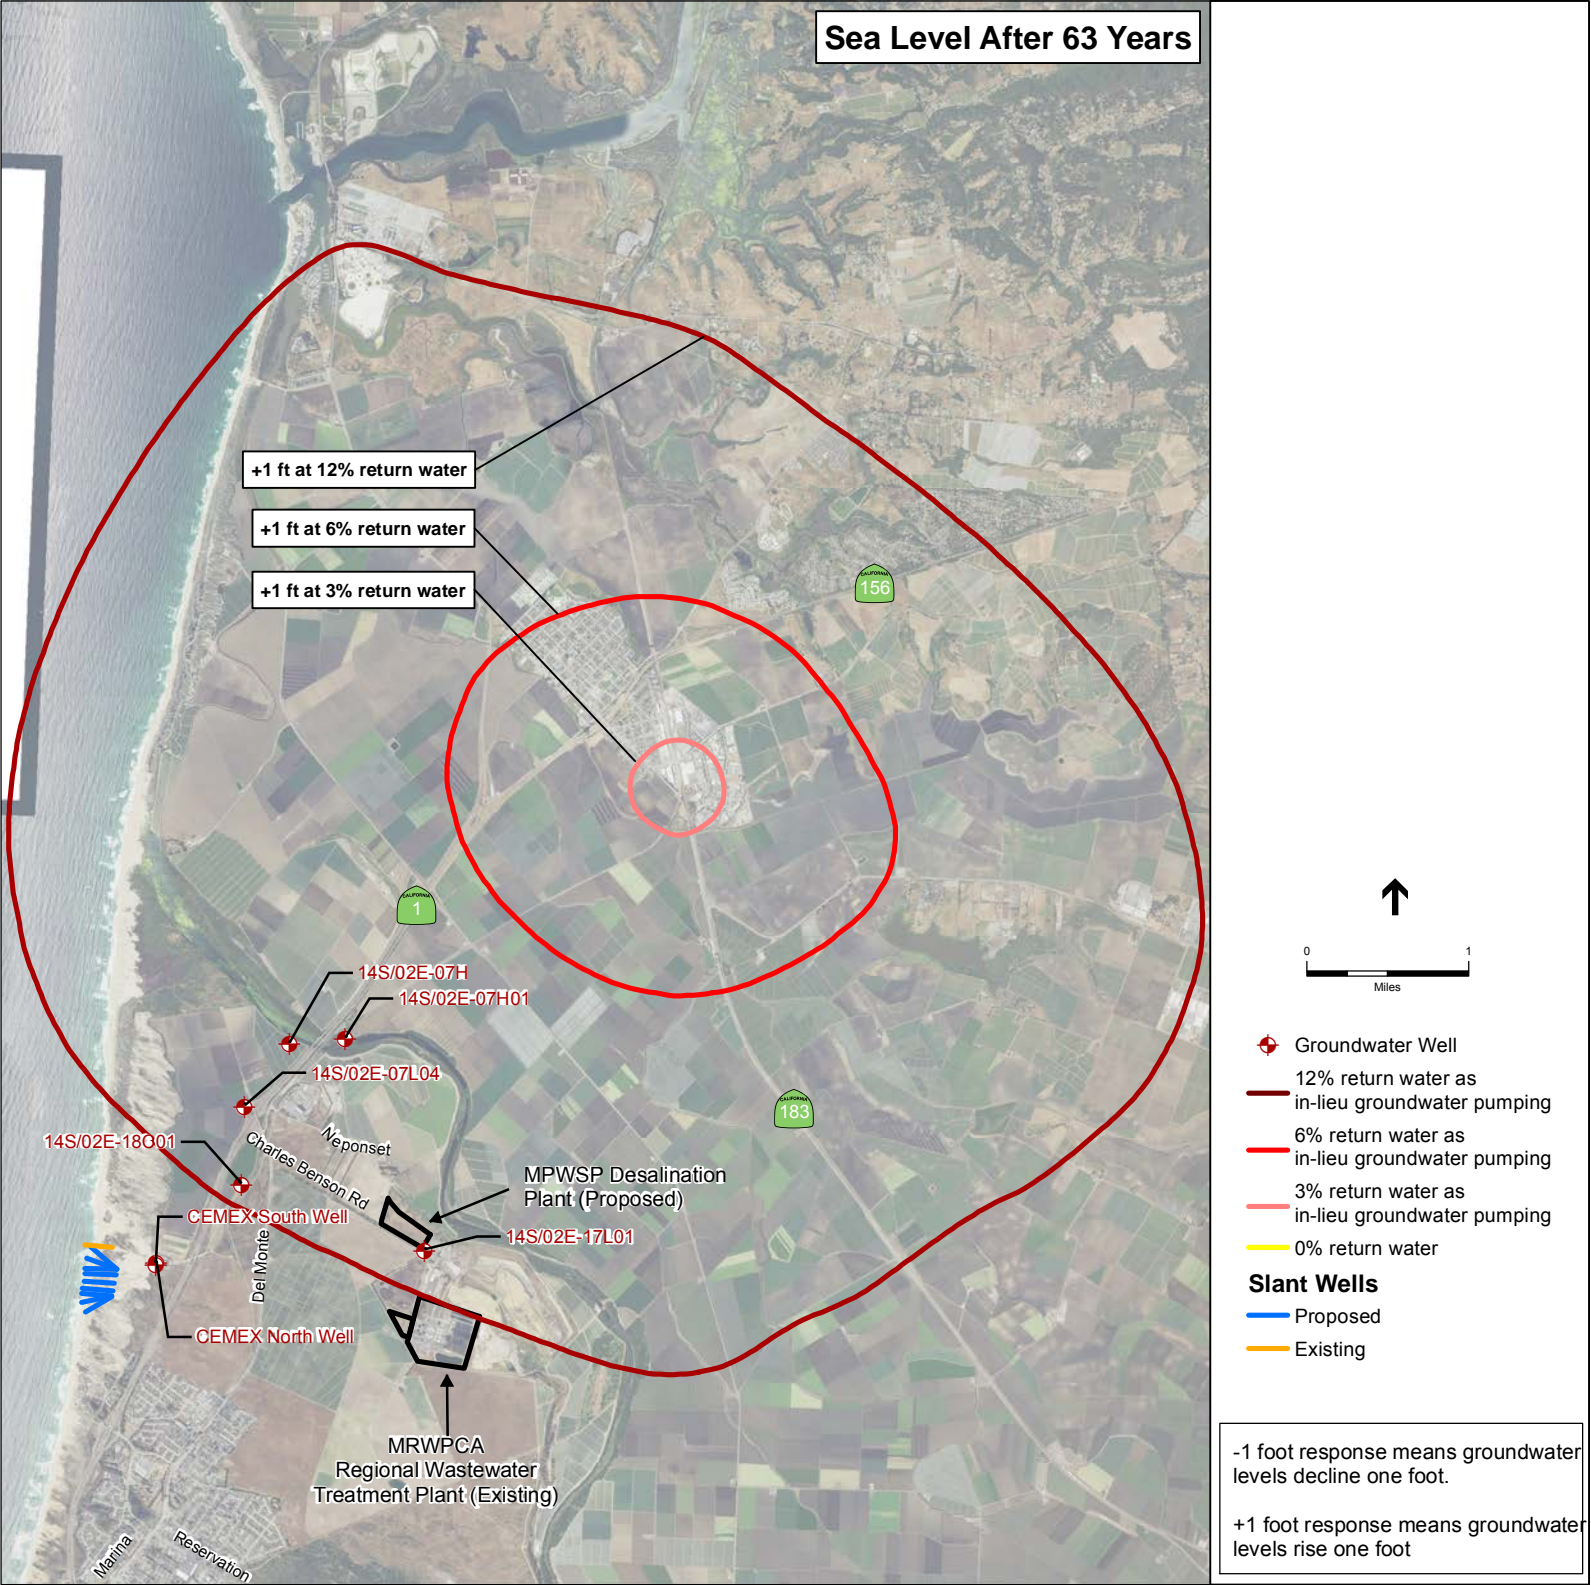 Sea Level After 63 Years
+1 ft at 12% return water
+1 ft at 6% return water
+1 ft at 3% return water
CALIFORNIA
156
CALIFORNIA
1
14S/02E-07H
14S/02E-07H01
14S/02E-07L04
CALIFORNIA
183
14S/02E-18G01
Charles Benson Rd
Neponset
MPWSP Desalination
Plant (Proposed)
CEMEX South Well
14S/02E-17L01
Del Monte
CEMEX North Well
MRWPCA
Regional Wastewater
Treatment Plant (Existing)
Marina
Reservation
0 1
Miles
Groundwater Well
12% return water as
in-lieu groundwater pumping
6% return water as
in-lieu groundwater pumping
3% return water as
in-lieu groundwater pumping
0% return water
Slant Wells
Proposed
Existing
-1 foot response means groundwater
levels decline one foot.
+1 foot response means groundwater
levels rise one foot